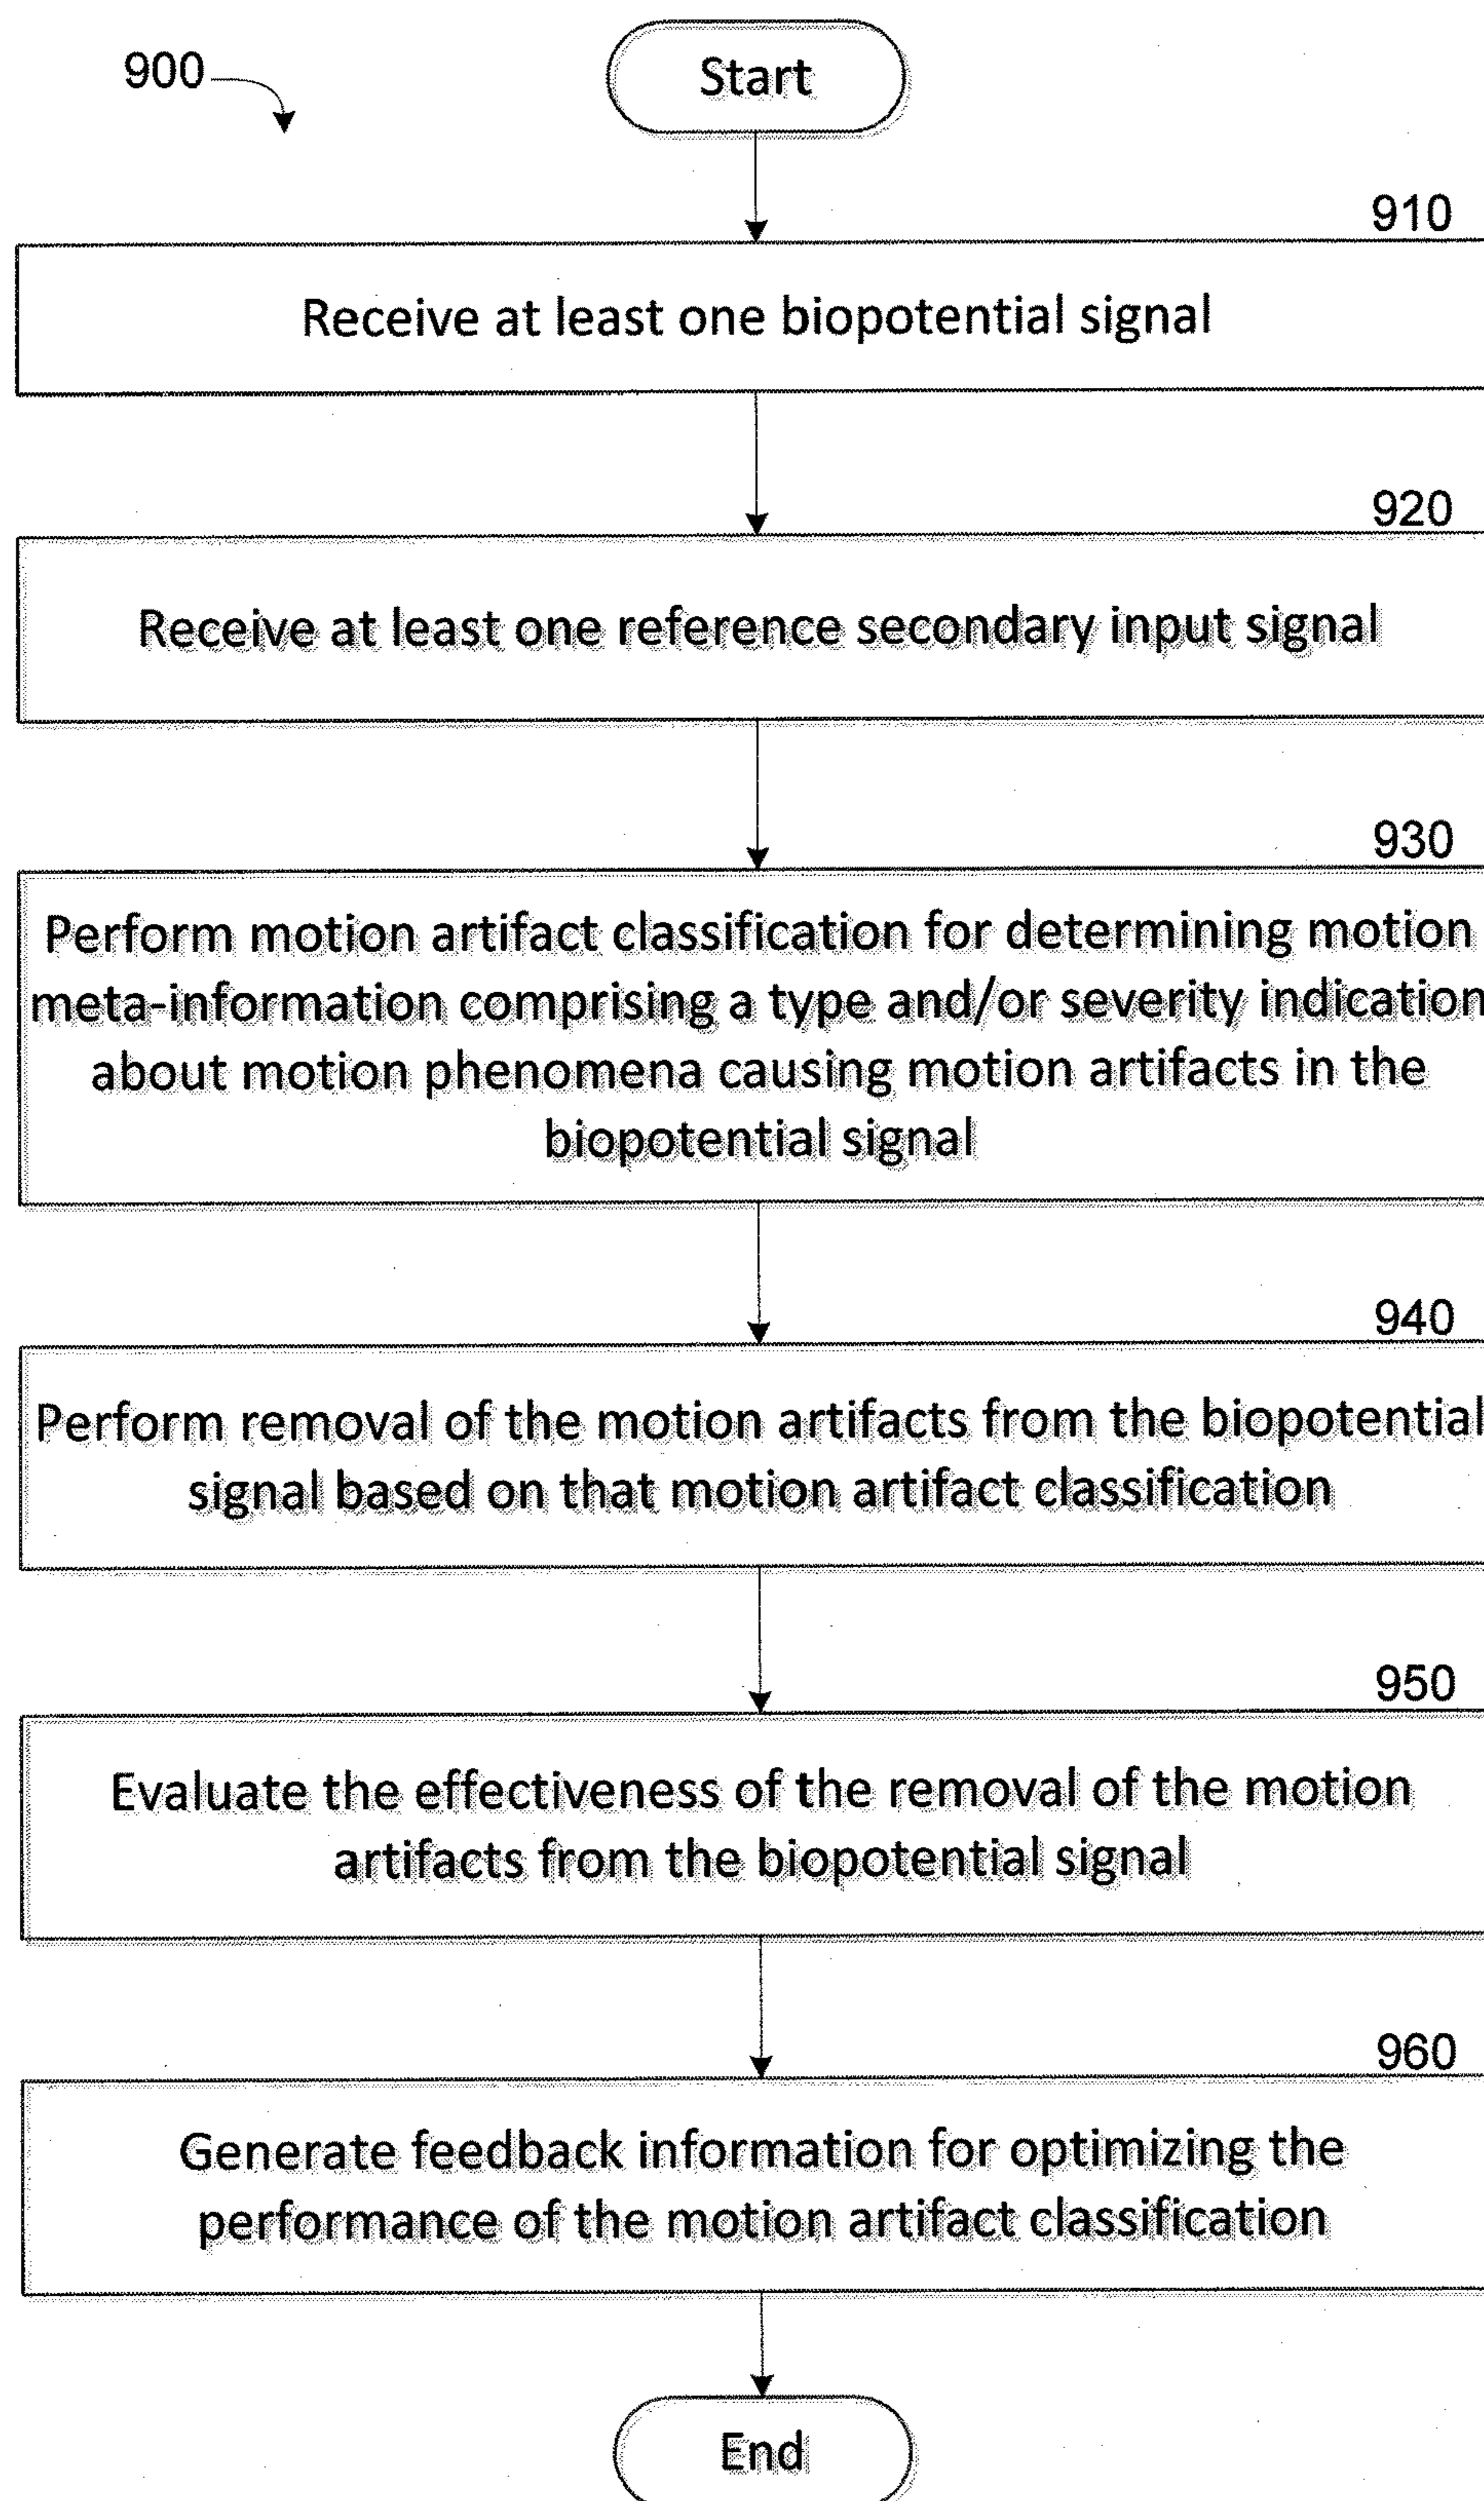 900
Start
910
Receive at least one biopotential signal
920
Receive at least one reference secondary input signal
930
Perform motion artifact classification for determining motion
meta-information comprising a type and/or severity indication
about motion phenomena causing motion artifacts in the
biopotential signal
940
Perform removal of the motion artifacts from the biopotential
signal based on that motion artifact classification
950
Evaluate the effectiveness of the removal of the motion
artifacts from the biopotential signal
960
Generate feedback information for optimizing the
performance of the motion artifact classification
End